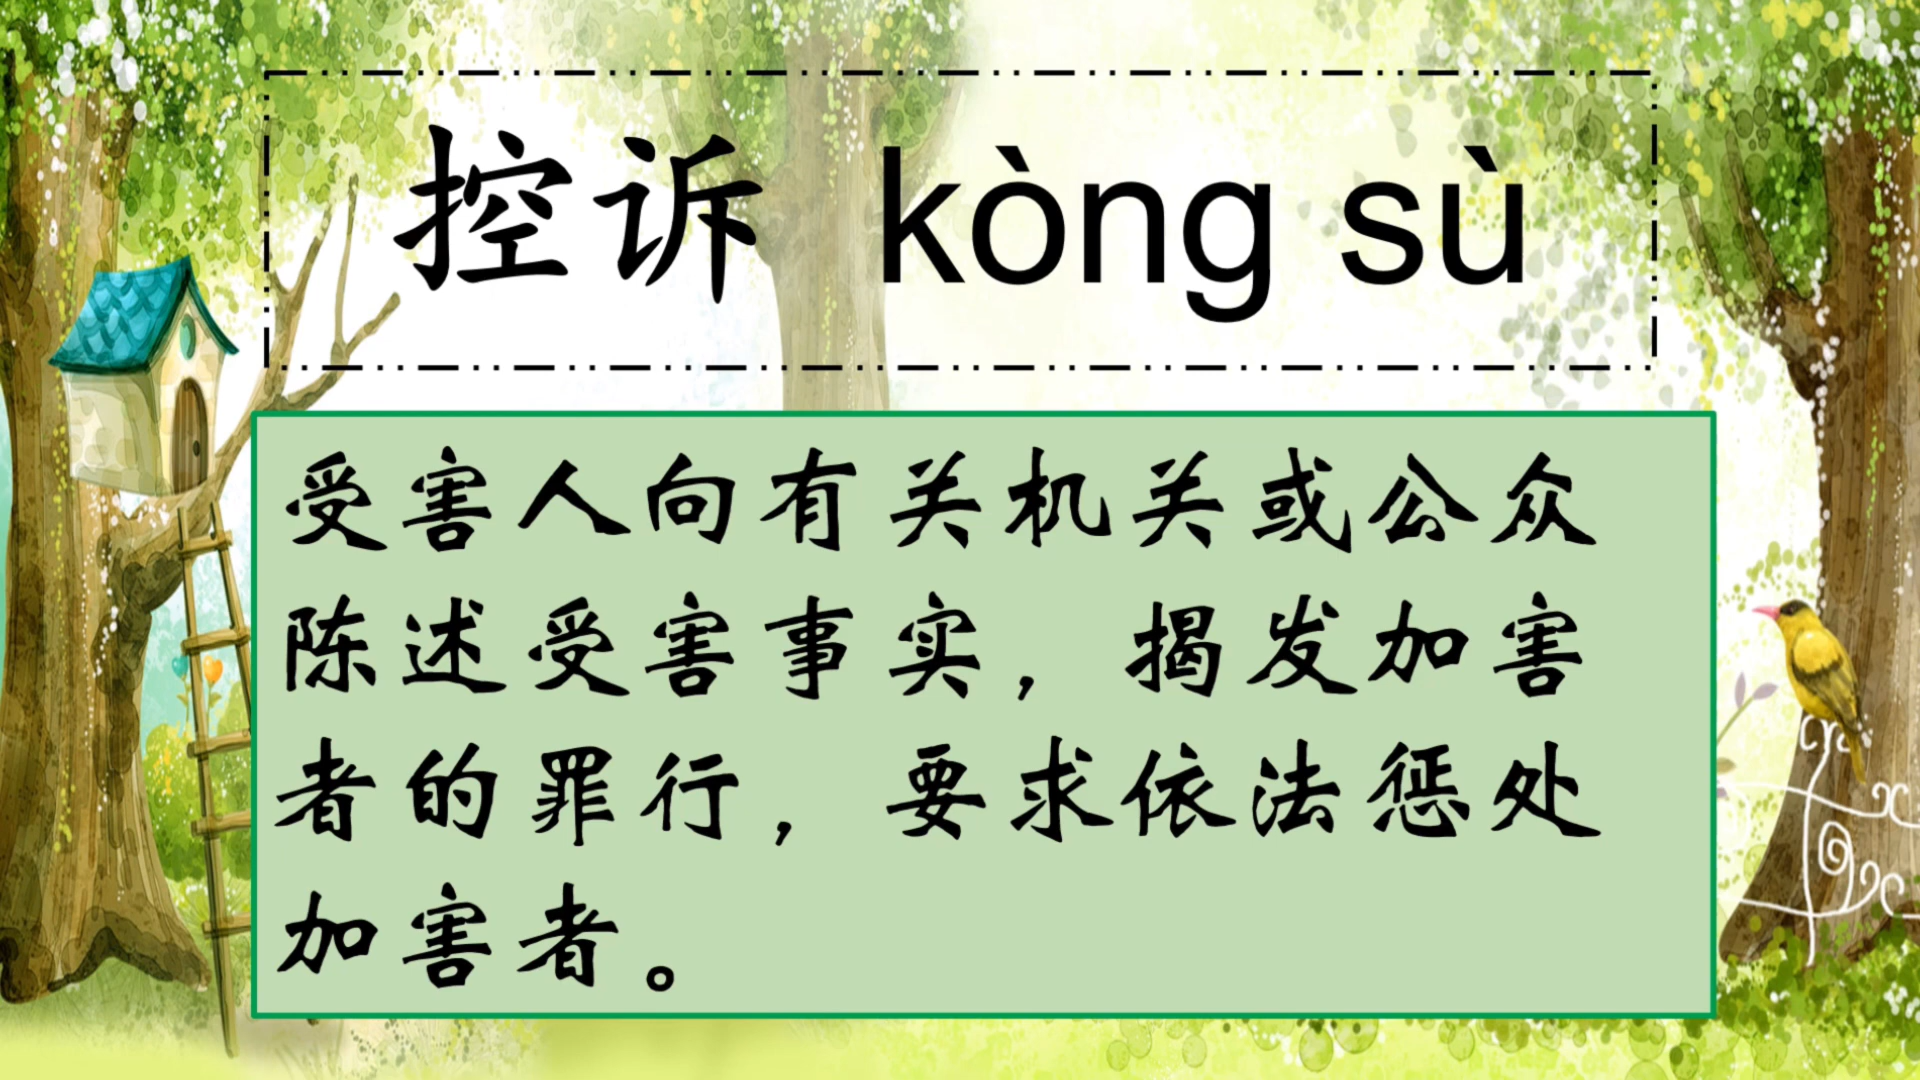 控诉 kòng sù
受害人向有关机关或公众
陈述受害事实，揭发加害
者的罪行，要求依法惩处
加害者。